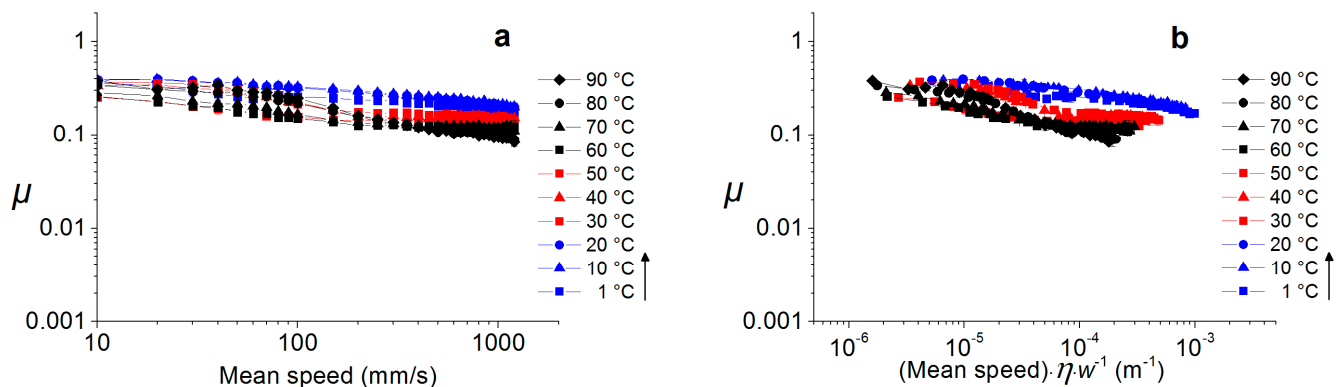 a
1
0.1
0.01
0.001
μ
10
100
1000
Mean speed (mm/s)
90 °C
80 °C
70 °C
60 °C
50 °C
40 °C
30 °C
20 °C
10 °C
1 °C
b
1
0.1
0.01
0.001
μ
10⁻⁶
10⁻⁵
10⁻⁴
10⁻³
(Mean speed)·η·w⁻¹ (m⁻¹)
90 °C
80 °C
70 °C
60 °C
50 °C
40 °C
30 °C
20 °C
10 °C
1 °C